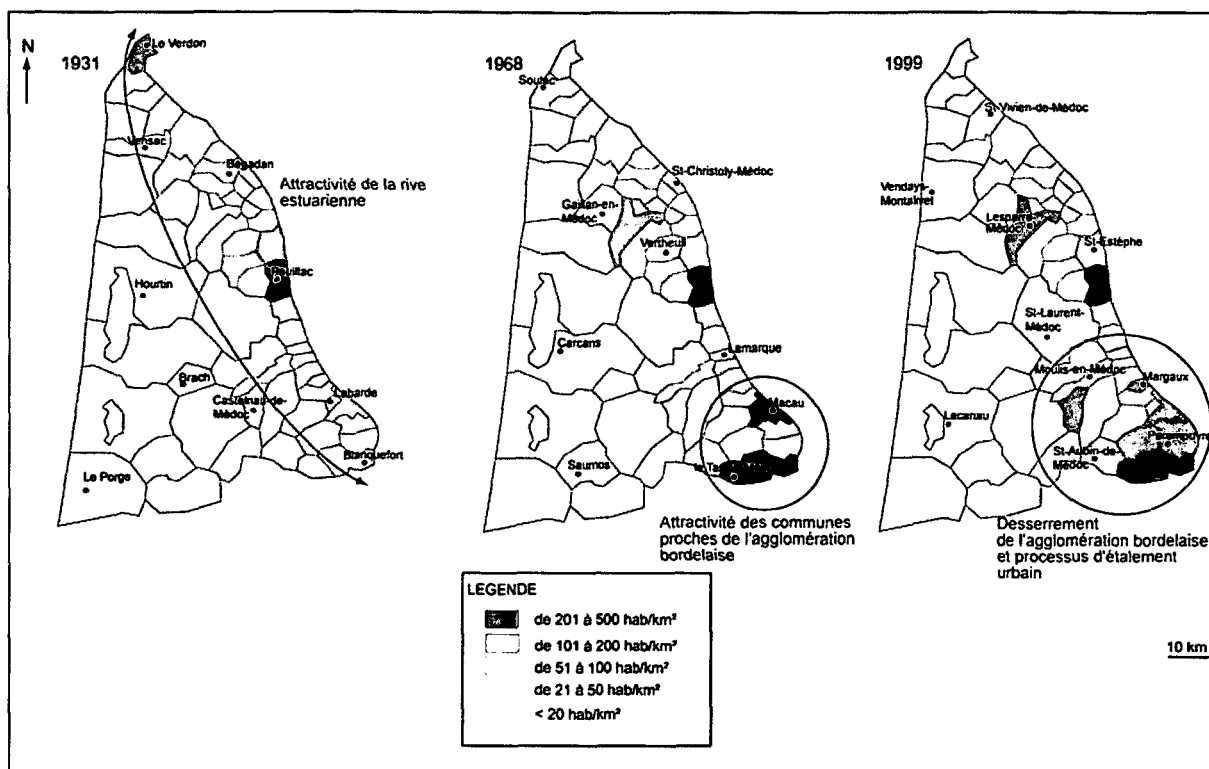 N
1931
Le Verdon
Vensac
Bégadan
Attractivité de la rive
estuarienne
Pauillac
Hourtin
Brach
Castelnau-de-
Médoc
Labarde
Blanquefort
Le Porge
1968
Soulac
St-Christoly-Médoc
Gaillan-en-
Médoc
Vertheuil
Carcans
Lamarque
Macau
Saumos
le Ta
Attractivité des communes
proches de l'agglomération
bordelaise
1999
St-Vivien-de-Médoc
Vendays-
Montalivet
Lesparre
Médoc
St-Estèphe
St-Laurent-
Médoc
Moulis-en-Médoc
Margaux
Lacanau
Parempuyre
St-Aubin-de-
Médoc
Desserrement
de l'agglomération bordelaise
et processus d'étalement
urbain
LEGENDE
de 201 à 500 hab/km²
de 101 à 200 hab/km²
de 51 à 100 hab/km²
de 21 à 50 hab/km²
< 20 hab/km²
10 km